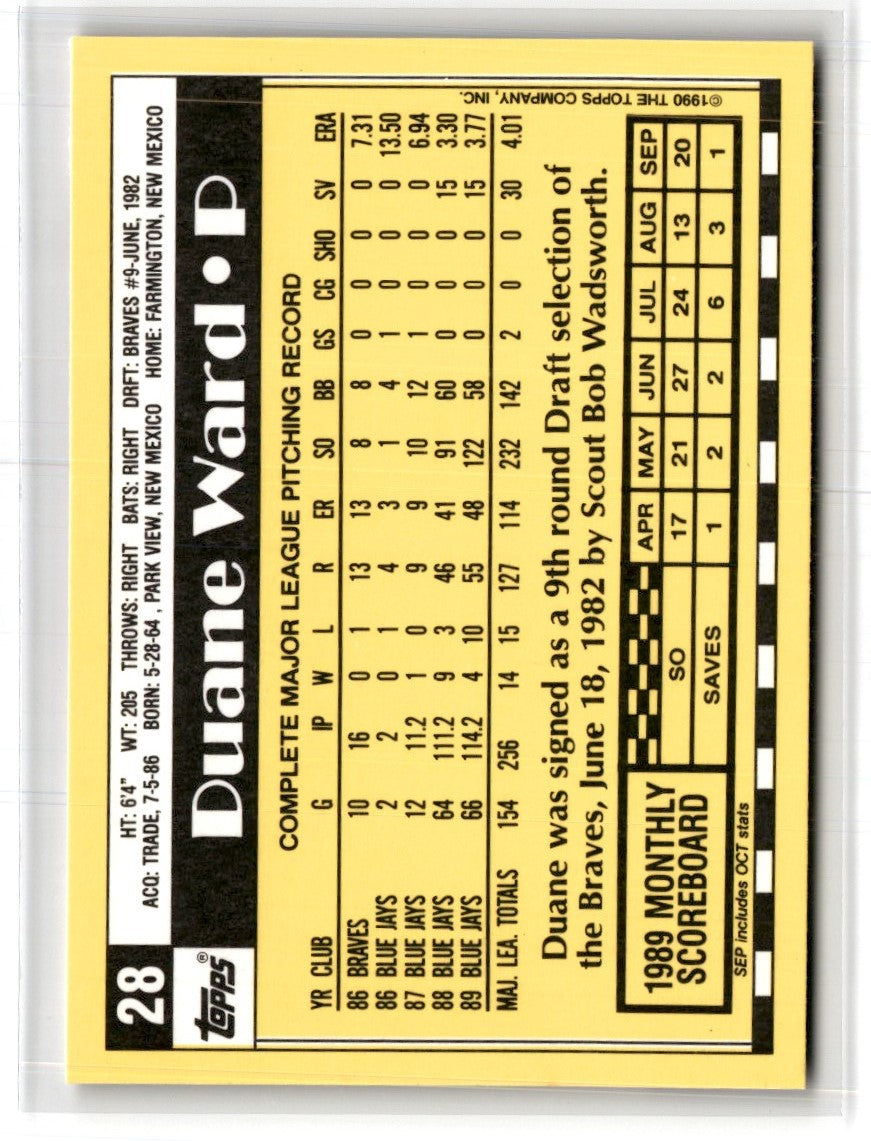 28
HT: 6'4" WT: 205 THROWS: RIGHT BATS: RIGHT DRFT: BRAVES #9-JUNE, 1982
ACQ: TRADE, 7-5-86 BORN: 5-28-64 , PARK VIEW, NEW MEXICO HOME: FARMINGTON, NEW MEXICO
TOPPS®
Duane Ward • P
COMPLETE MAJOR LEAGUE PITCHING RECORD
YR CLUB G IP W L R ER SO BB GS CG SHO SV ERA
86 BRAVES 10 16 0 1 13 13 8 8 0 0 0 0 7.31
86 BLUE JAYS 2 2 0 1 4 3 1 4 1 0 0 0 13.50
87 BLUE JAYS 12 11.2 1 0 9 9 10 12 1 0 0 0 6.94
88 BLUE JAYS 64 111.2 9 3 46 41 91 60 0 0 0 15 3.30
89 BLUE JAYS 66 114.2 4 10 55 48 122 58 0 0 0 15 3.77
MAJ. LEA. TOTALS 154 256 14 15 127 114 232 142 2 0 0 30 4.01
Duane was signed as a 9th round Draft selection of
the Braves, June 18, 1982 by Scout Bob Wadsworth.
1989 MONTHLY
SCOREBOARD
APR MAY JUN JUL AUG SEP
SO 17 21 27 24 13 20
SAVES 1 2 2 6 3 1
SEP includes OCT stats
©1990 THE TOPPS COMPANY, INC.